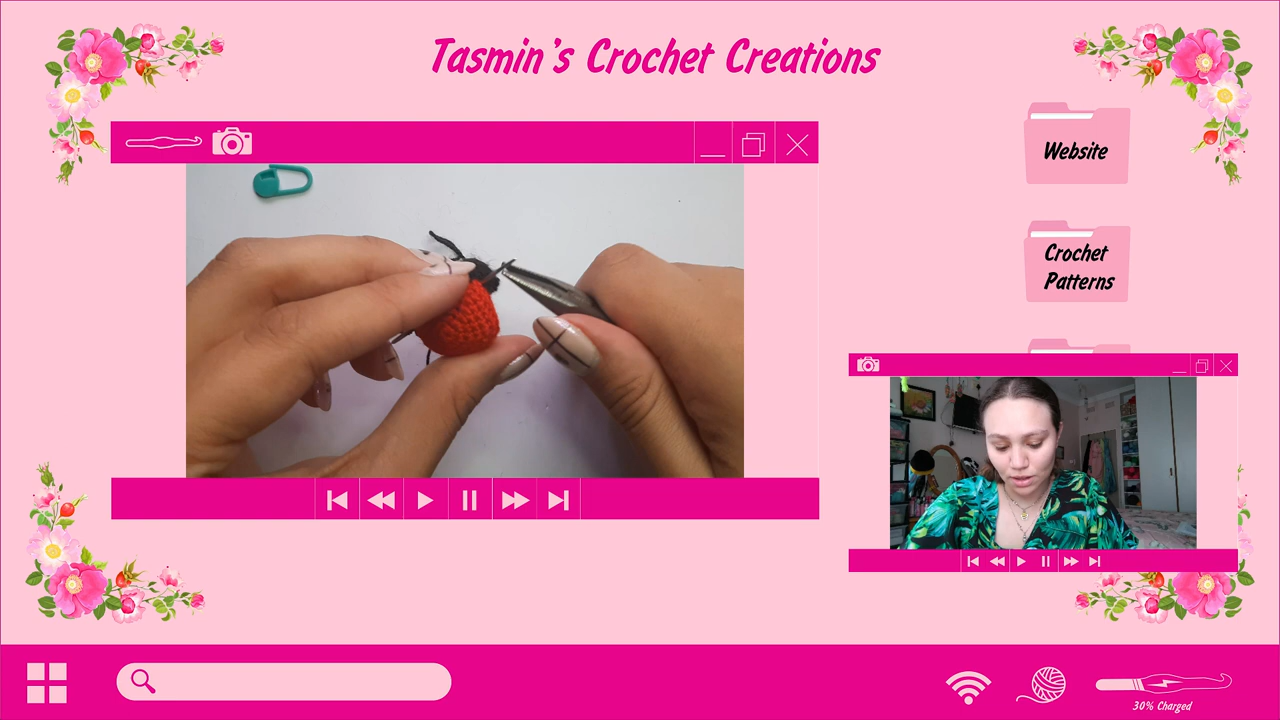 Tasmin's Crochet Creations
Website
Crochet
Patterns
30% Charged